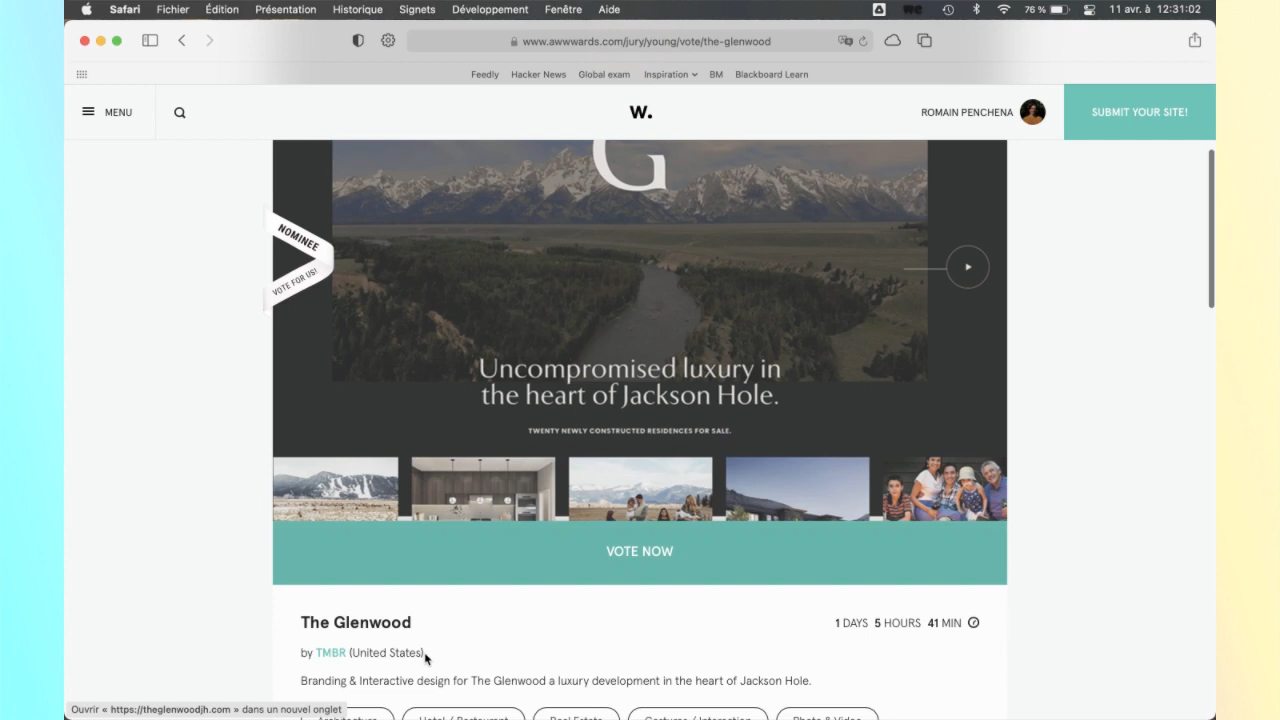 Safari Fichier Édition Présentation Historique Signets Développement Fenêtre Aide 76 % 11 avr. à 12:31:02
www.awwwards.com/jury/young/vote/the-glenwood
Feedly Hacker News Global exam Inspiration BM Blackboard Learn
MENU W. ROMAIN PENCHENA SUBMIT YOUR SITE!
G
NOMINEE
VOTE FOR US!
Uncompromised luxury in
the heart of Jackson Hole.
TWENTY NEWLY CONSTRUCTED RESIDENCES FOR SALE.
VOTE NOW
The Glenwood 1 DAYS 5 HOURS 41 MIN
by TMBR (United States)
Branding & Interactive design for The Glenwood a luxury development in the heart of Jackson Hole.
Architecture Hotel / Restaurant Real Estate Gestures / Interaction Photo & Video
Ouvrir « https://theglenwoodjh.com » dans un nouvel onglet